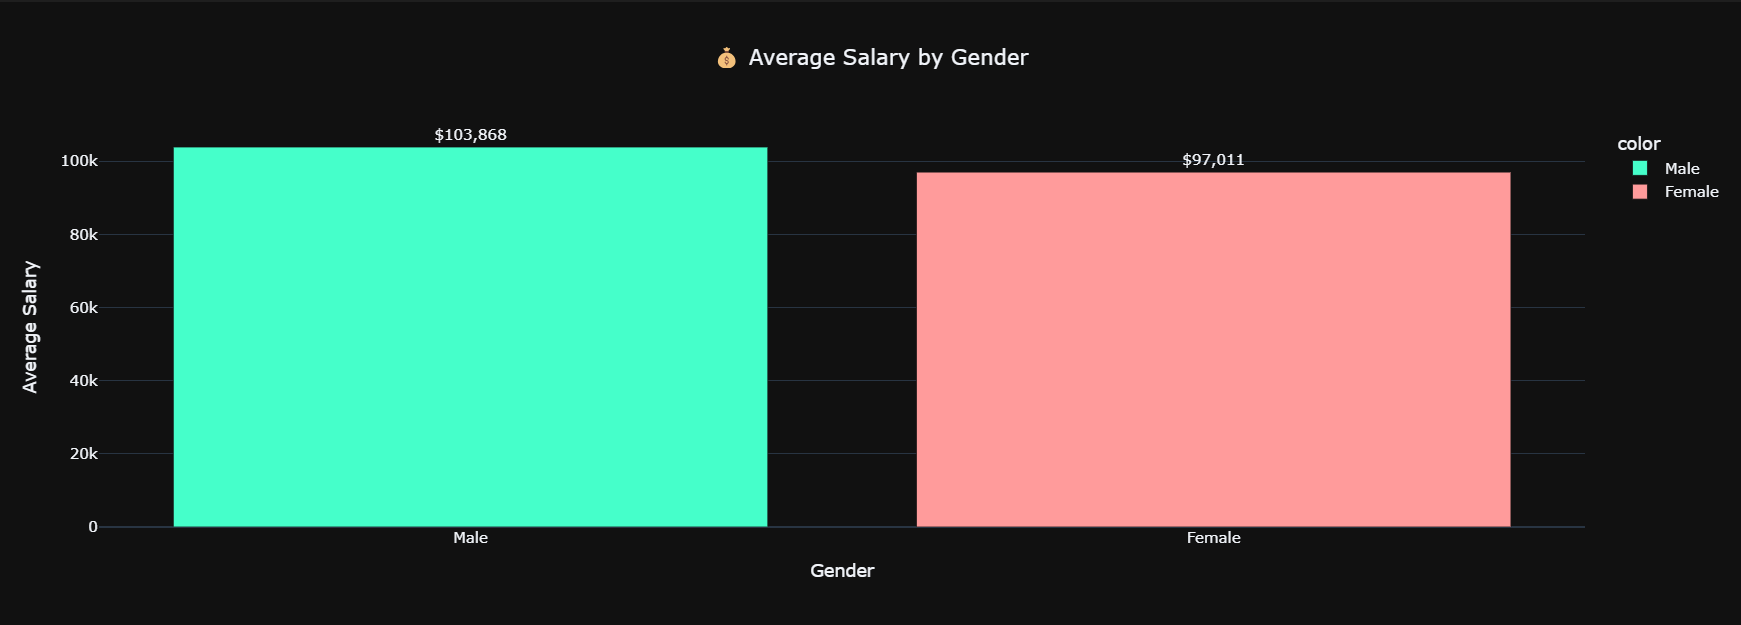 💰 Average Salary by Gender
$103,868
$97,011
100k
80k
60k
40k
20k
0
Average Salary
Male
Female
Gender
color
Male
Female